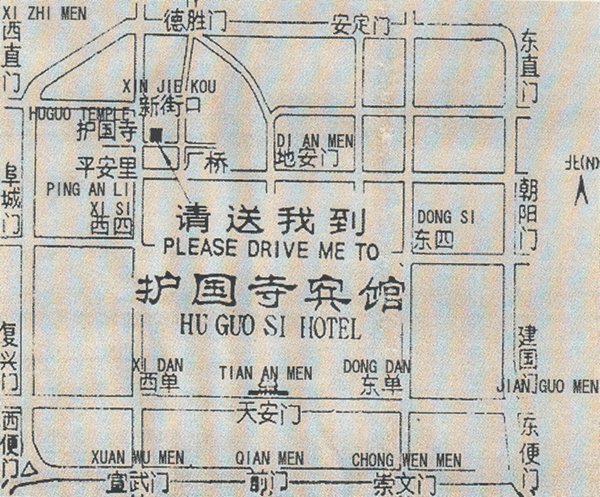 XI ZHI MEN
西直门
德胜门
安定门
东直门
XIN JIE KOU
新街口
HUGUO TEMPLE
护国寺
DI AN MEN
地安门
厂桥
平安里
PING AN LI
北(N)
阜城门
朝阳门
XI SI
西四
DONG SI
东四
请送我到
PLEASE DRIVE ME TO
护国寺宾馆
HU GUO SI HOTEL
复兴门
建国门
XI DAN
西单
TIAN AN MEN
天安门
DONG DAN
东单
JIAN GUO MEN
西便门
东便门
XUAN WU MEN
宣武门
QIAN MEN
前门
CHONG WEN MEN
崇文门